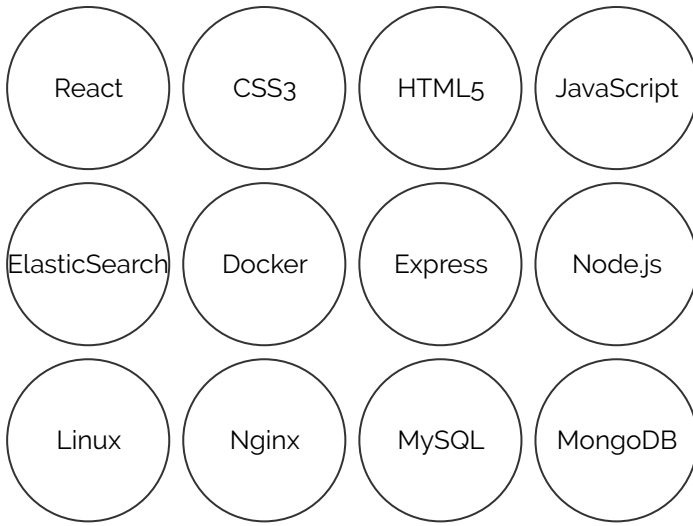 React
CSS3
HTML5
JavaScript
ElasticSearch
Docker
Express
Node.js
Linux
Nginx
MySQL
MongoDB